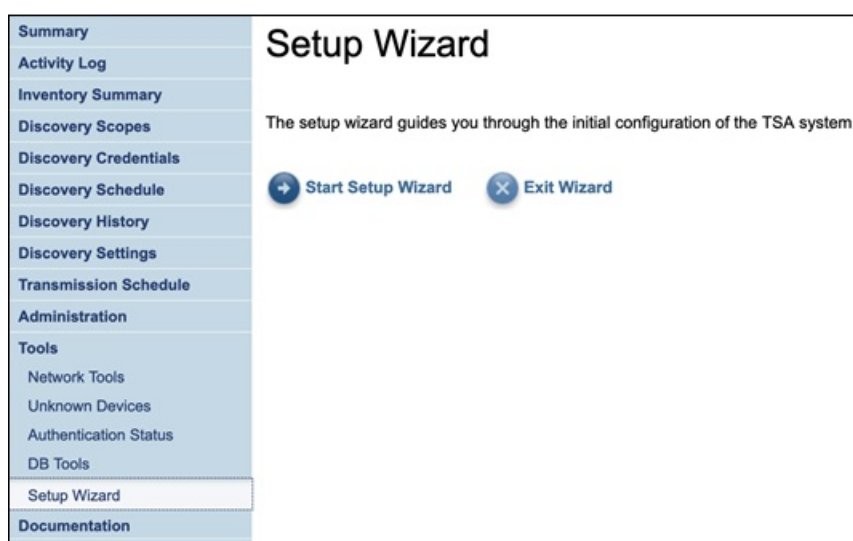 Summary
Activity Log
Inventory Summary
Discovery Scopes
Discovery Credentials
Discovery Schedule
Discovery History
Discovery Settings
Transmission Schedule
Administration
Tools
Network Tools
Unknown Devices
Authentication Status
DB Tools
Setup Wizard
Documentation
Setup Wizard
The setup wizard guides you through the initial configuration of the TSA system
Start Setup Wizard
Exit Wizard